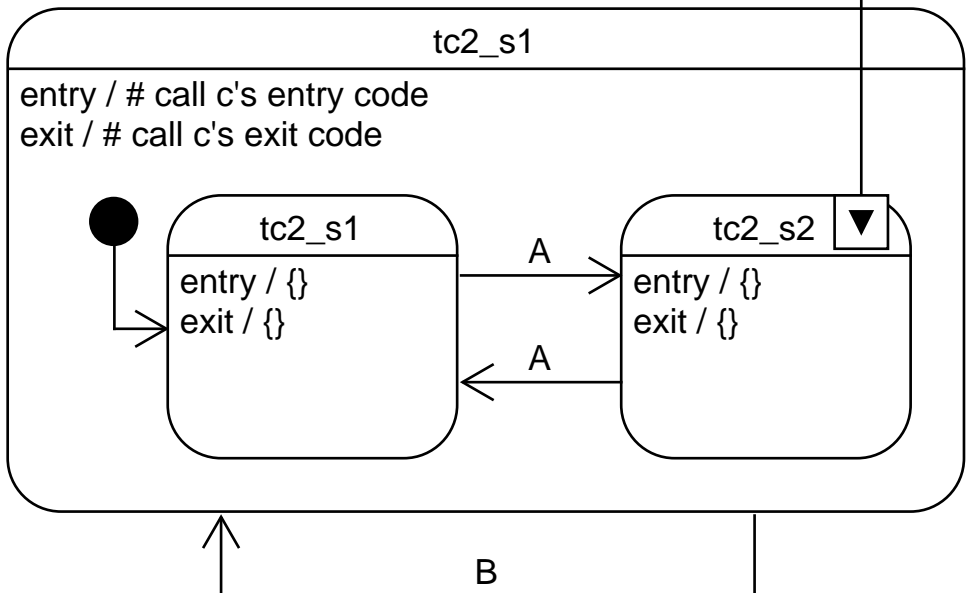 tc2_s1
entry / # call c's entry code
exit / # call c's exit code
tc2_s1
entry / {}
exit / {}
A
A
tc2_s2
entry / {}
exit / {}
B